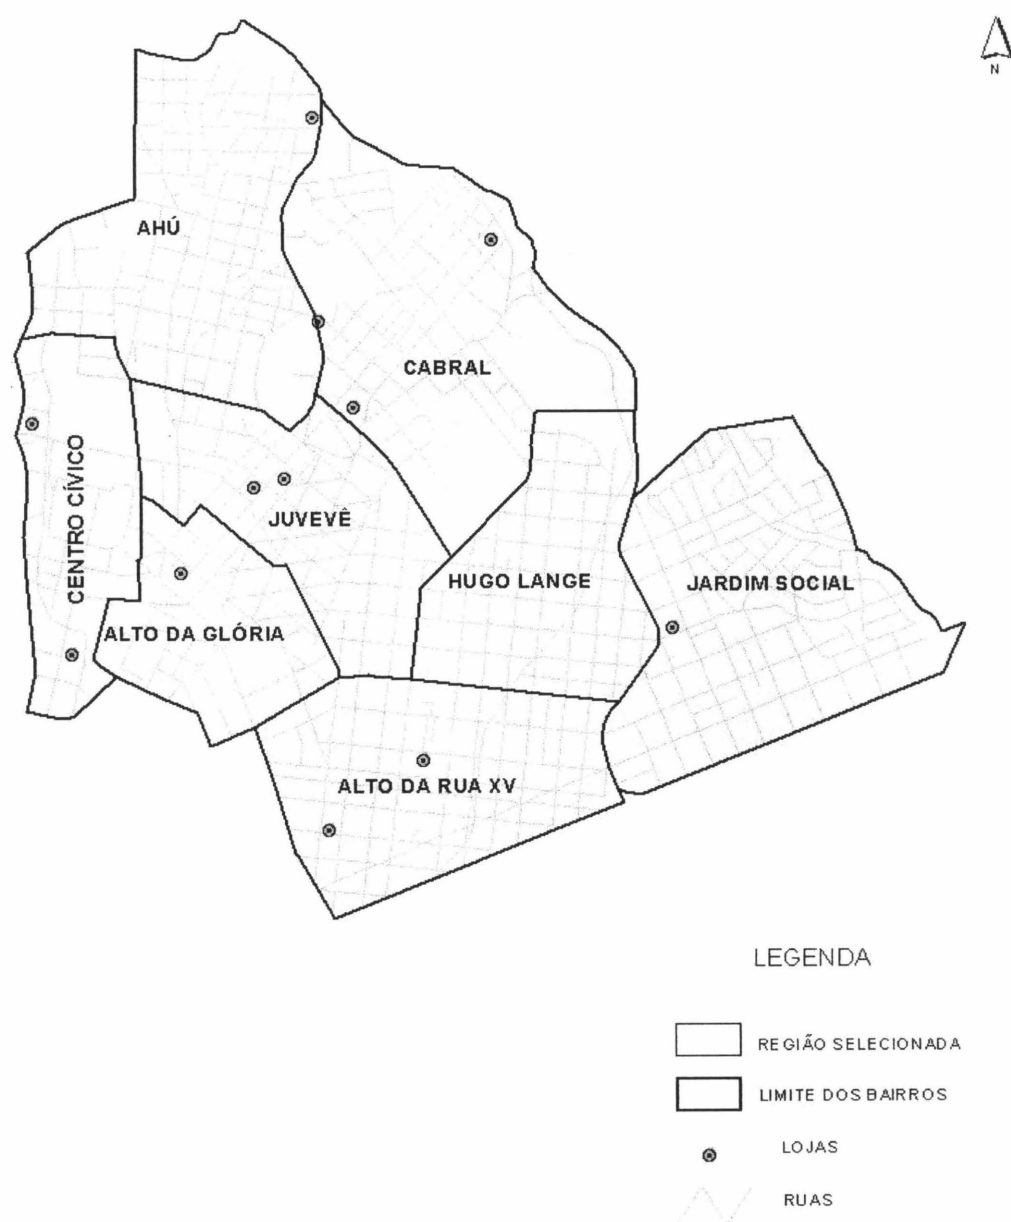 N
AHÚ
CABRAL
CENTRO CÍVICO
JUVEVÊ
HUGO LANGE
JARDIM SOCIAL
ALTO DA GLÓRIA
ALTO DA RUA XV
LEGENDA
REGIÃO SELECIONADA
LIMITE DOS BAIRROS
LOJAS
RUAS